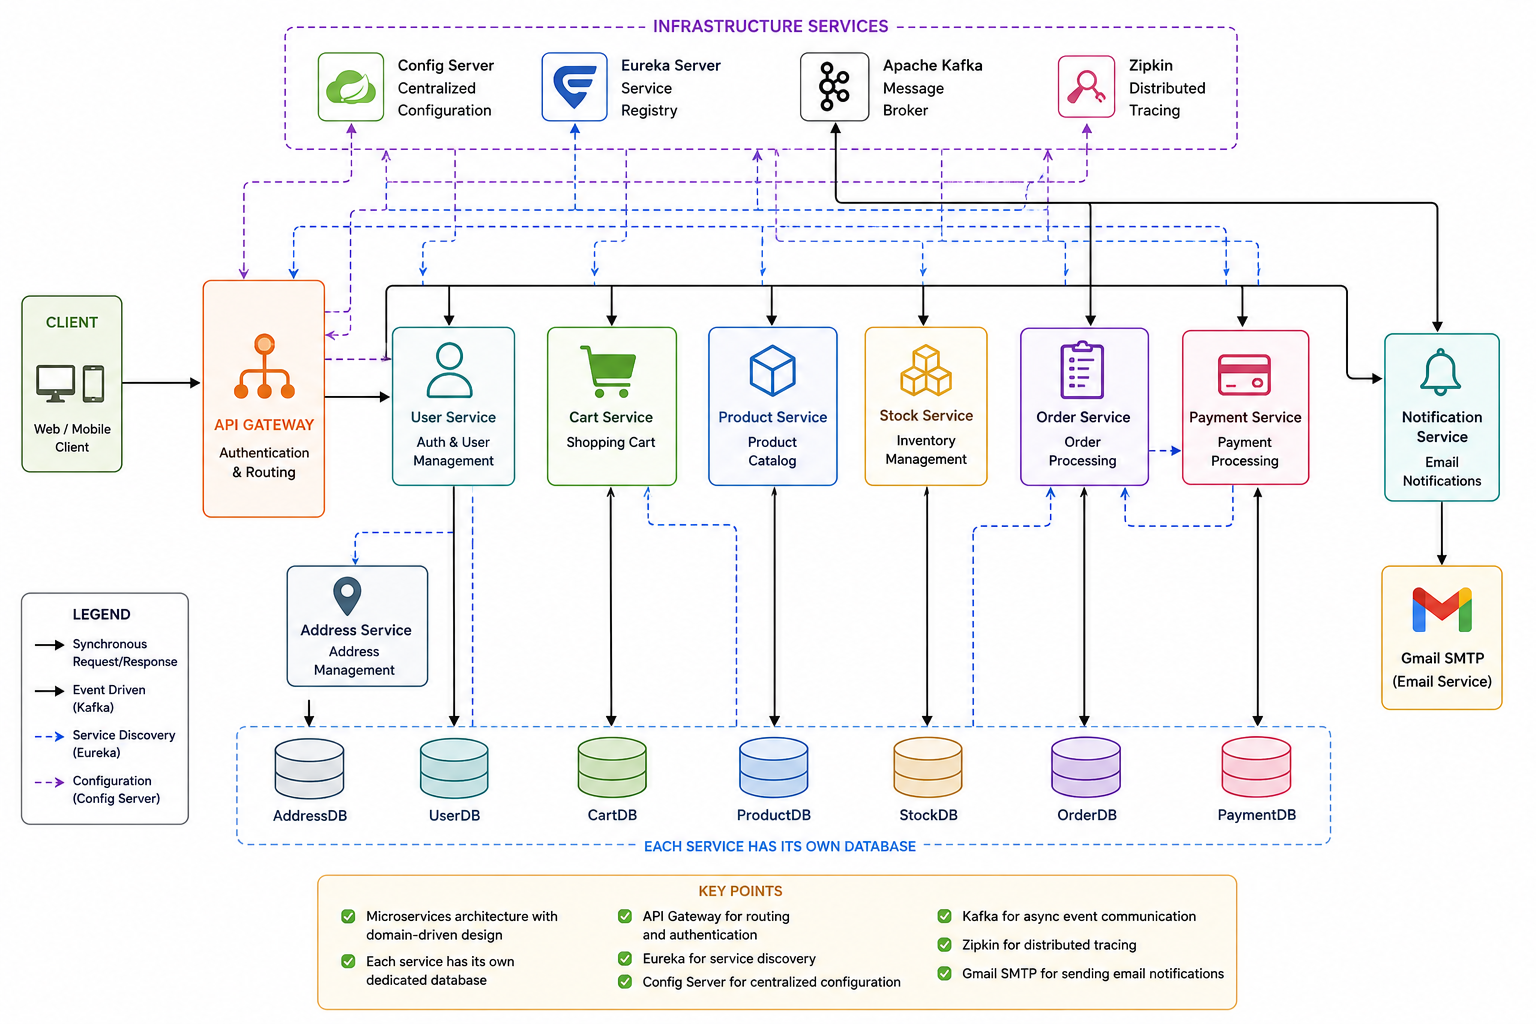 INFRASTRUCTURE SERVICES
Config Server
Centralized
Configuration
Eureka Server
Service
Registry
Apache Kafka
Message
Broker
Zipkin
Distributed
Tracing
CLIENT
Web / Mobile
Client
API GATEWAY
Authentication
& Routing
User Service
Auth & User
Management
Cart Service
Shopping Cart
Product Service
Product
Catalog
Stock Service
Inventory
Management
Order Service
Order
Processing
Payment Service
Payment
Processing
Notification
Service
Email
Notifications
Address Service
Address
Management
Gmail SMTP
(Email Service)
LEGEND
Synchronous
Request/Response
Event Driven
(Kafka)
Service Discovery
(Eureka)
Configuration
(Config Server)
AddressDB
UserDB
CartDB
ProductDB
StockDB
OrderDB
PaymentDB
EACH SERVICE HAS ITS OWN DATABASE
KEY POINTS
Microservices architecture with
domain-driven design
Each service has its own
dedicated database
API Gateway for routing
and authentication
Eureka for service discovery
Config Server for centralized configuration
Kafka for async event communication
Zipkin for distributed tracing
Gmail SMTP for sending email notifications